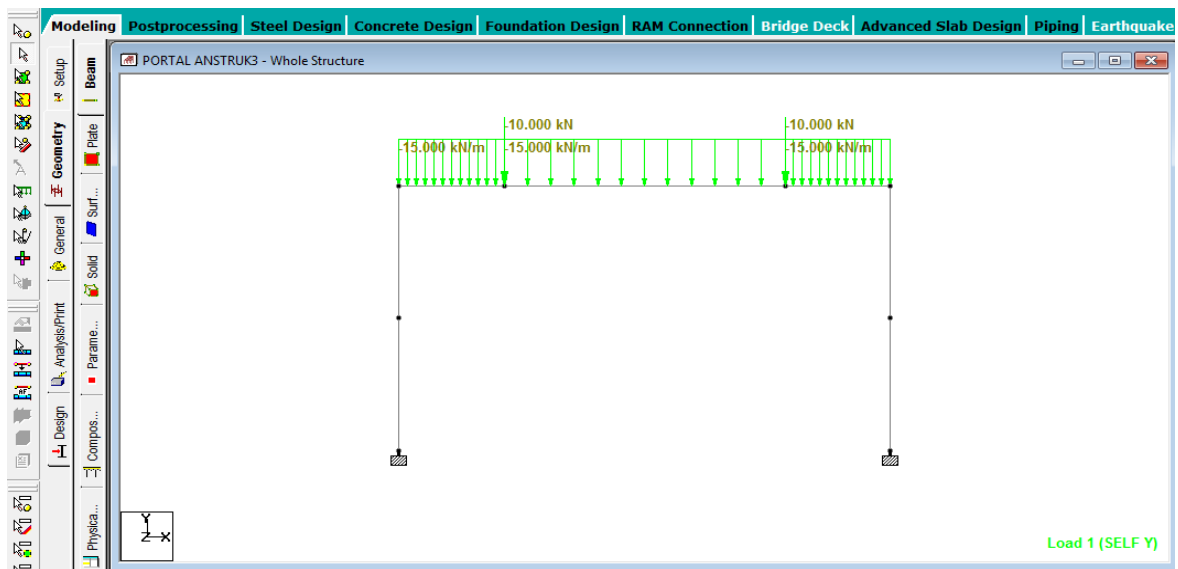 Modeling Postprocessing Steel Design Concrete Design Foundation Design RAM Connection Bridge Deck Advanced Slab Design Piping Earthquake
Setup
Geometry
General
Analysis/Print
Design
Beam
Plate
Surf...
Solid
Parame...
Compos...
Physica...
PORTAL ANSTRUK3 - Whole Structure
-10.000 kN -10.000 kN
-15.000 kN/m -15.000 kN/m -15.000 kN/m
Y
Z X
Load 1 (SELF Y)